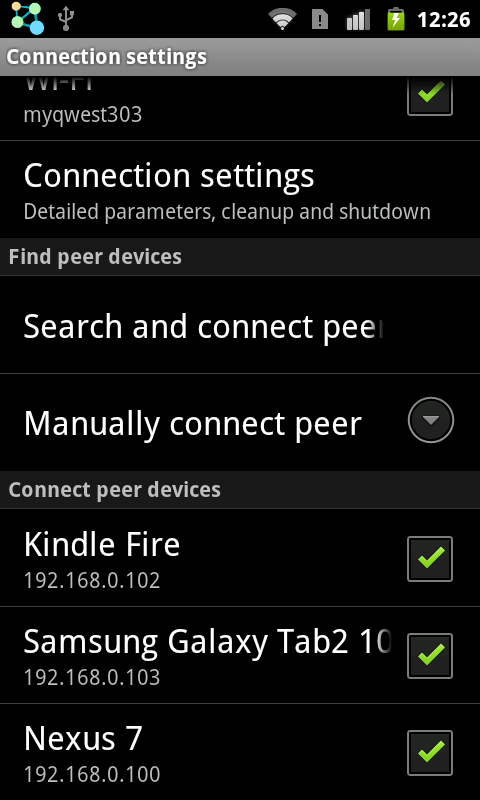 12:26
Connection settings
Wi-Fi
myqwest303
Connection settings
Detailed parameters, cleanup and shutdown
Find peer devices
Search and connect peer
Manually connect peer
Connect peer devices
Kindle Fire
192.168.0.102
Samsung Galaxy Tab2 10
192.168.0.103
Nexus 7
192.168.0.100